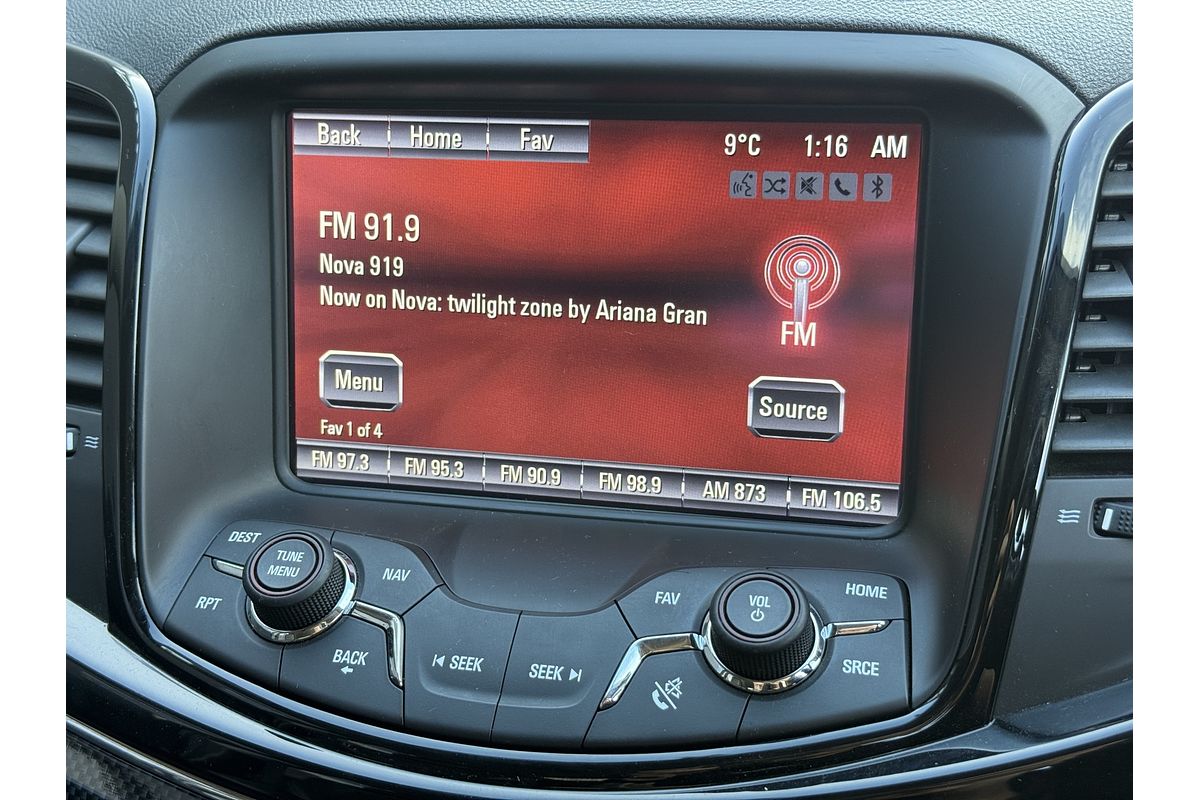 Back Home Fav
9°C 1:16 AM
FM 91.9
Nova 919
Now on Nova: twilight zone by Ariana Gran
FM
Menu
Source
Fav 1 of 4
FM 97.3 FM 95.3 FM 90.9 FM 98.9 AM 873 FM 106.5
DEST
TUNE
MENU
NAV
RPT
BACK
SEEK
SEEK
FAV
VOL
HOME
SRCE